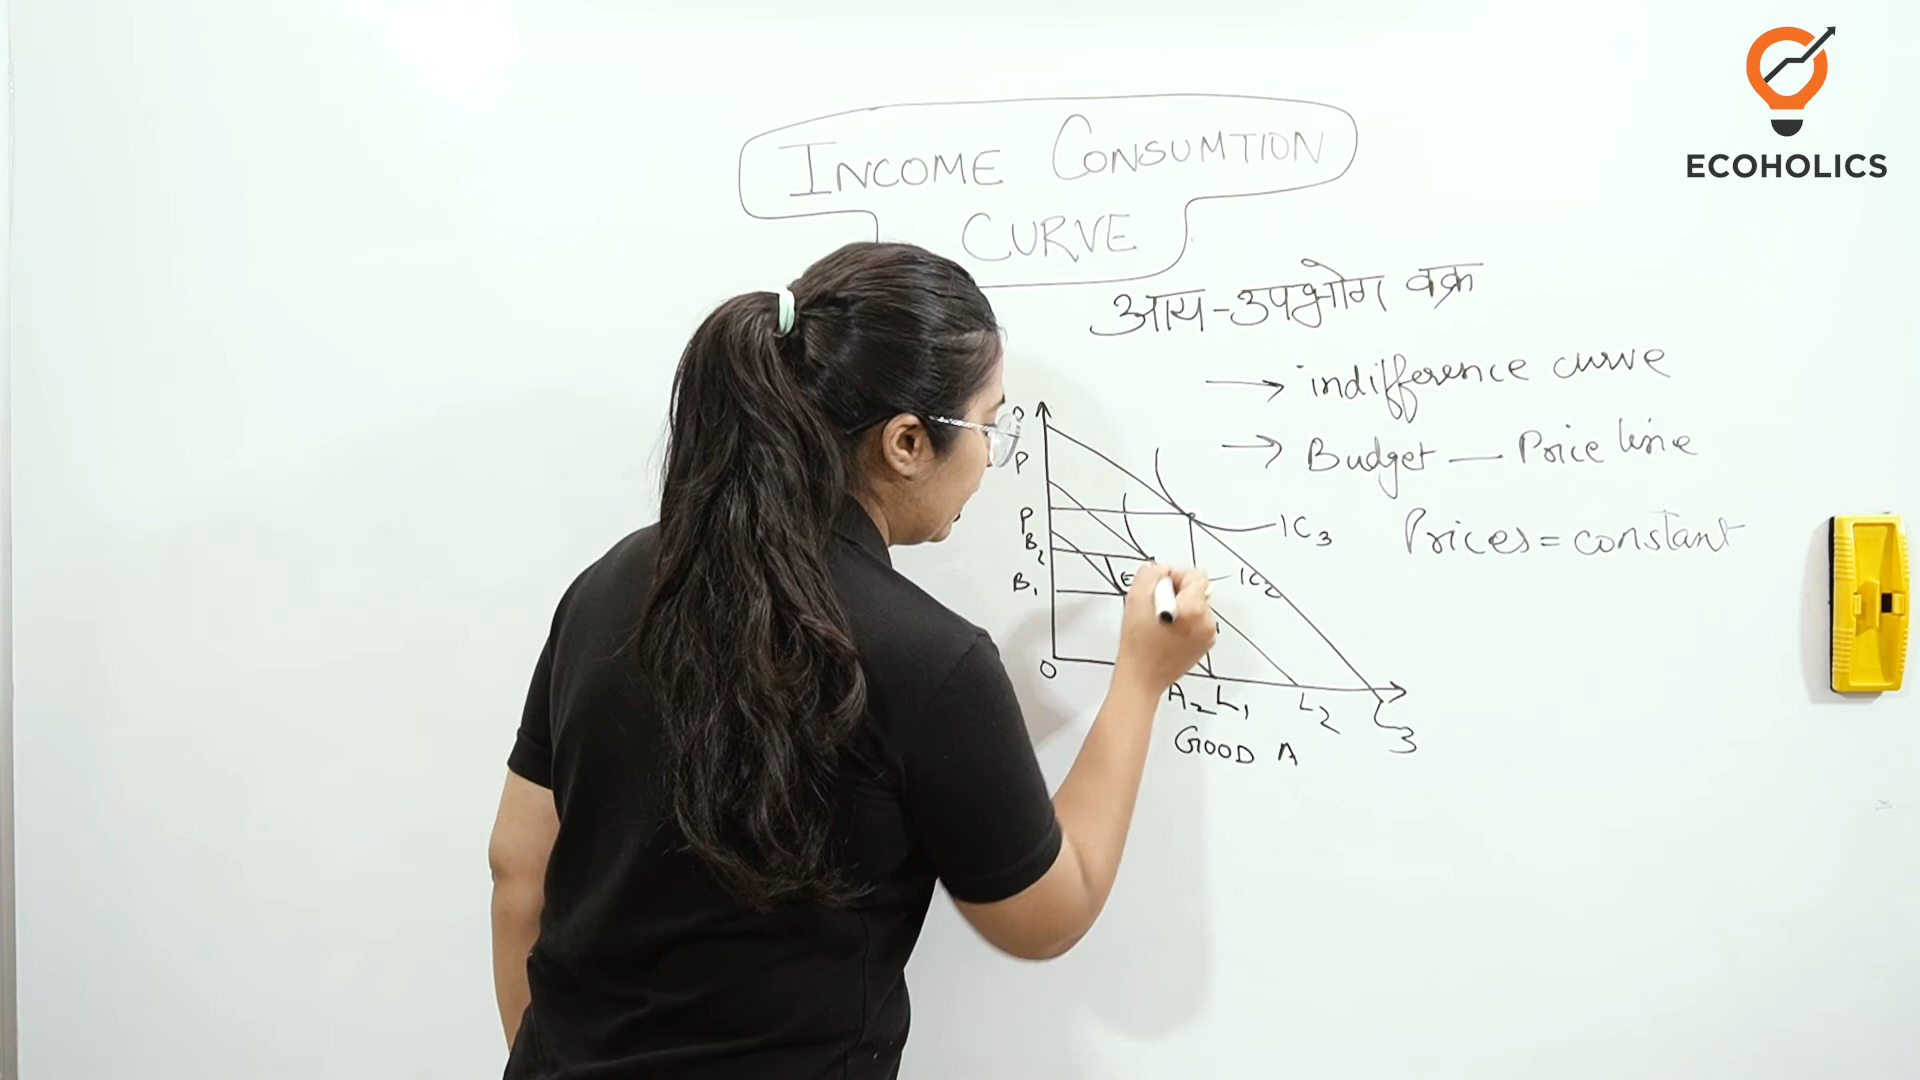 ECOHOLICS
INCOME CONSUMTION
CURVE
आय-उपभोग वक्र
→ indifference curve
→ Budget — Price line
Prices = constant
P
P
B2
B1
O
E
IC3
IC2
A2 L1 L2 L3
GOOD A